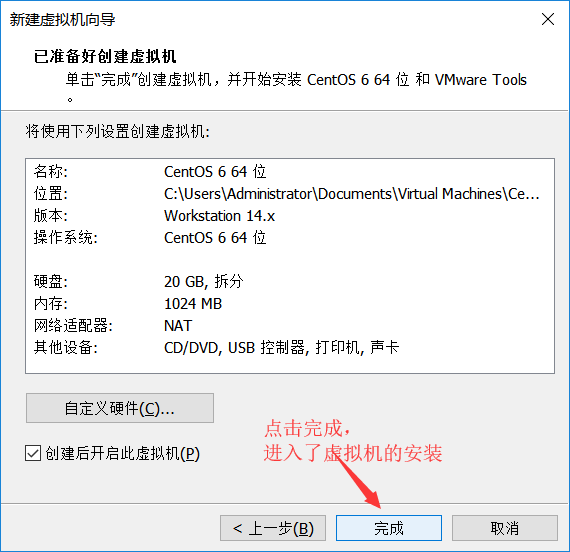 新建虚拟机向导
已准备好创建虚拟机
单击“完成”创建虚拟机，并开始安装 CentOS 6 64 位 和 VMware Tools
。
将使用下列设置创建虚拟机:
名称: CentOS 6 64 位
位置: C:\Users\Administrator\Documents\Virtual Machines\Ce...
版本: Workstation 14.x
操作系统: CentOS 6 64 位
硬盘: 20 GB, 拆分
内存: 1024 MB
网络适配器: NAT
其他设备: CD/DVD, USB 控制器, 打印机, 声卡
自定义硬件(C)...
点击完成，
进入了虚拟机的安装
创建后开启此虚拟机(P)
< 上一步(B) 完成 取消